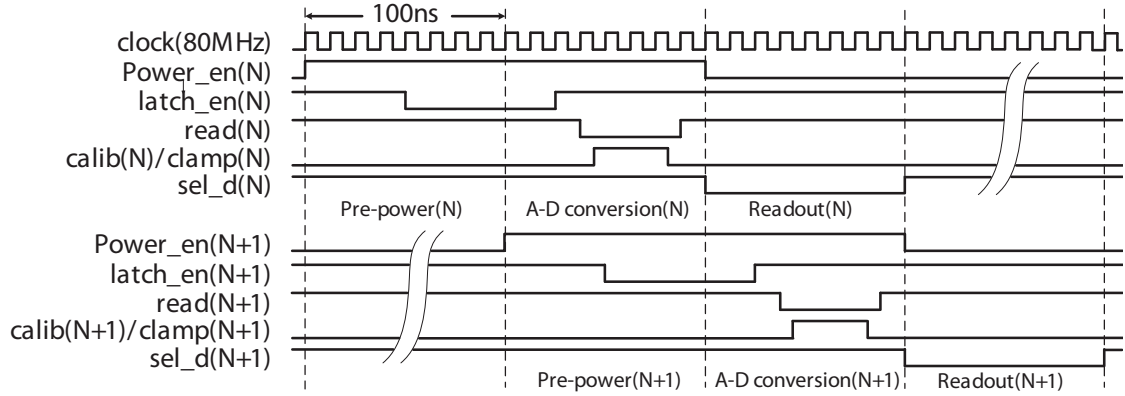 100ns
clock(80MHz)
Power_en(N)
latch_en(N)
read(N)
calib(N)/clamp(N)
sel_d(N)
Pre-power(N) A-D conversion(N) Readout(N)
Power_en(N+1)
latch_en(N+1)
read(N+1)
calib(N+1)/clamp(N+1)
sel_d(N+1)
Pre-power(N+1) A-D conversion(N+1) Readout(N+1)